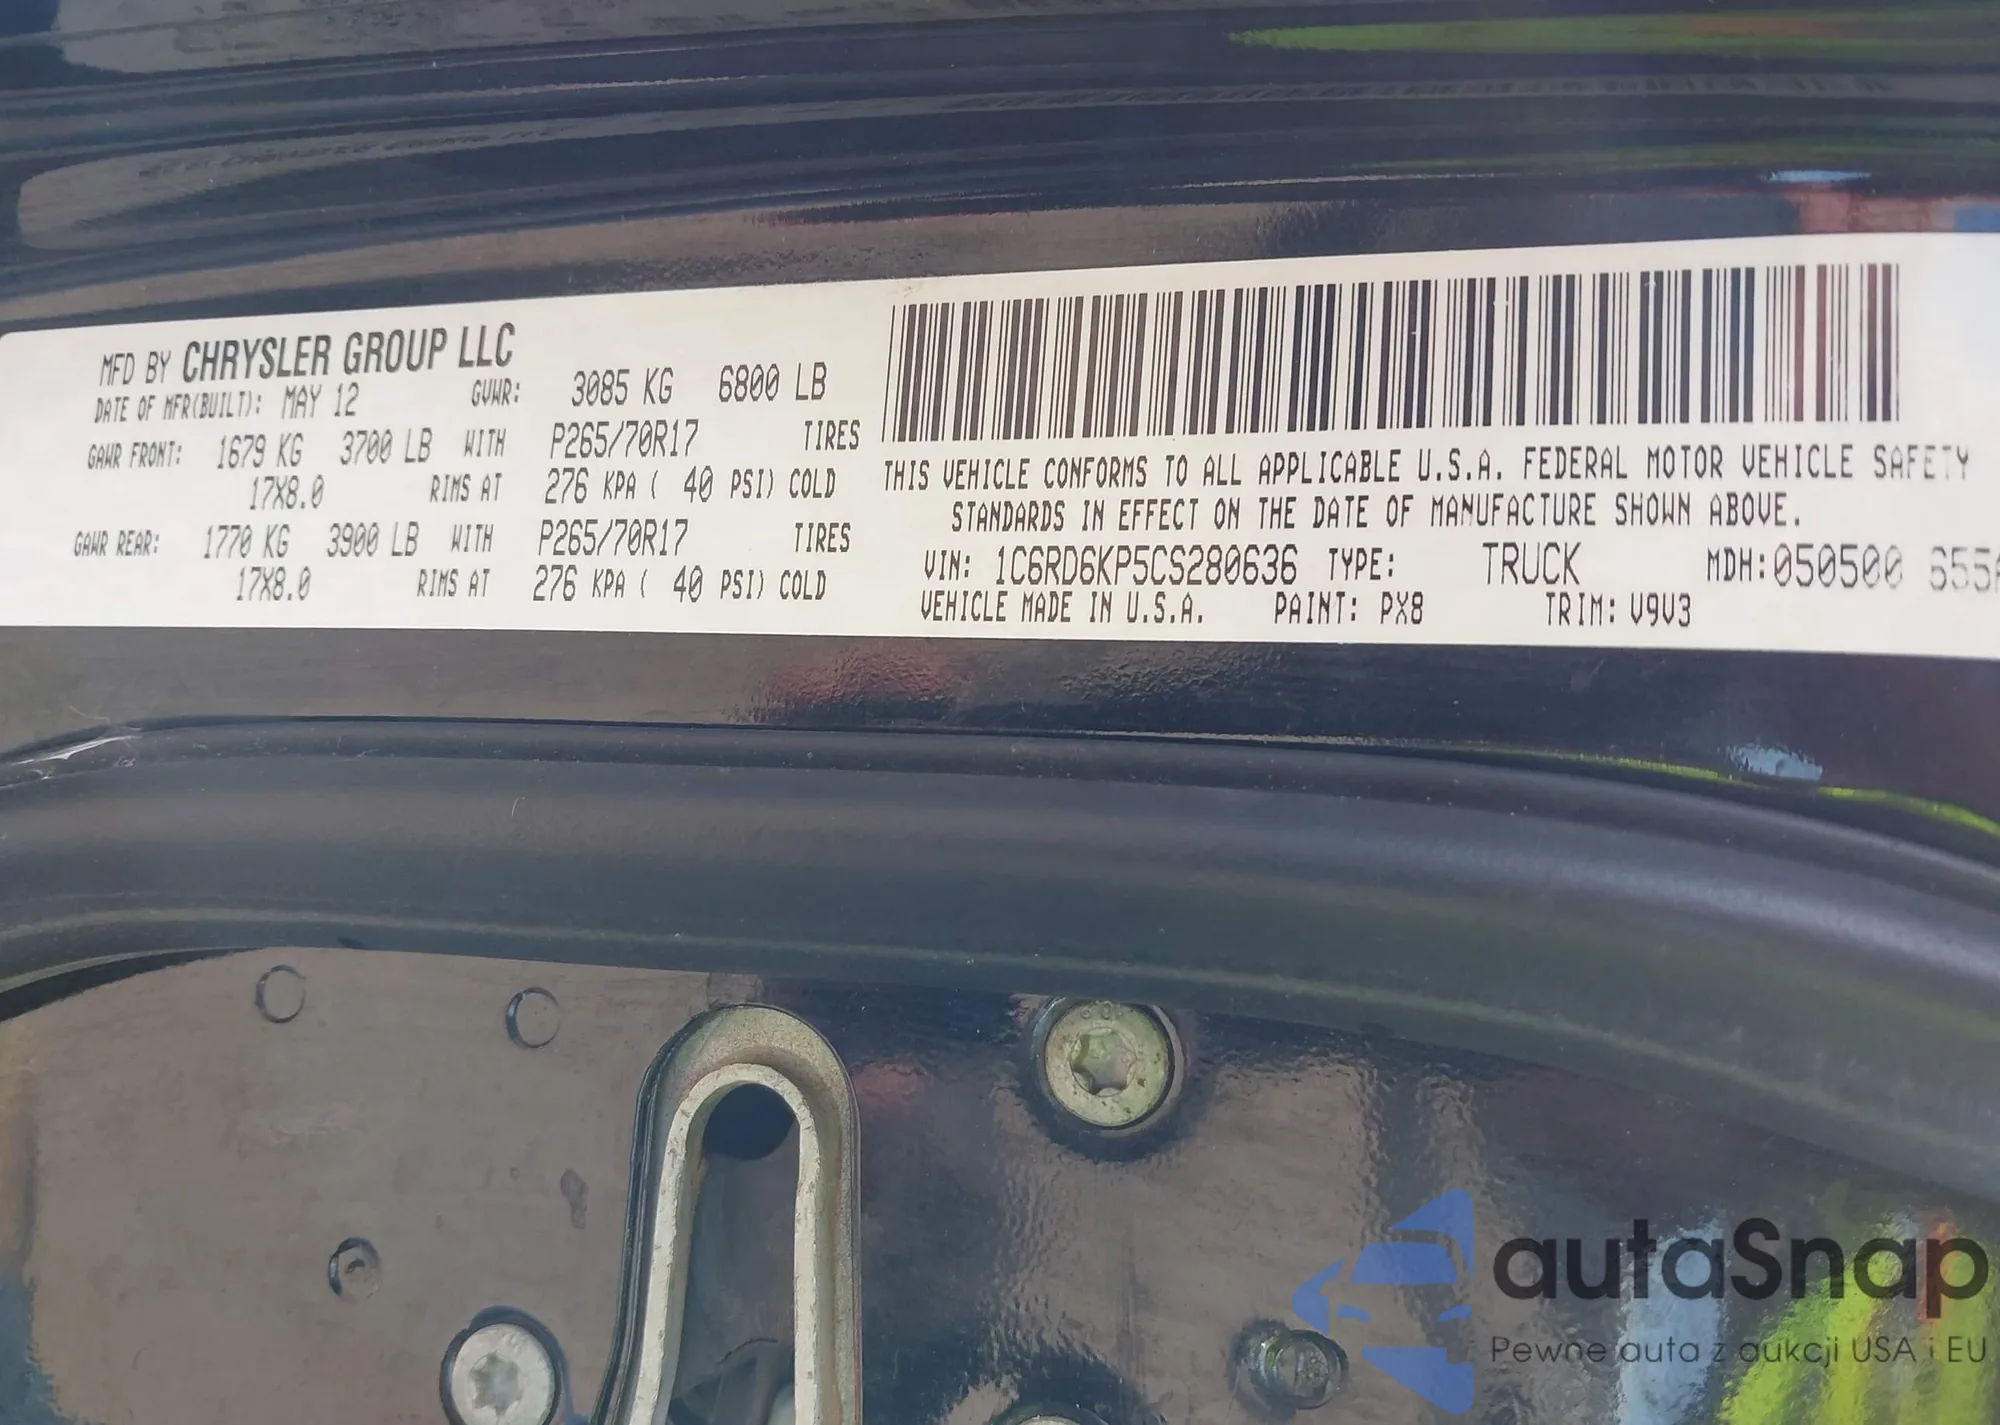 MFD BY CHRYSLER GROUP LLC
DATE OF MFR(BUILT): MAY 12 GVWR: 3085 KG 6800 LB
GAWR FRONT: 1679 KG 3700 LB WITH P265/70R17 TIRES
17X8.0 RIMS AT 276 KPA ( 40 PSI) COLD
GAWR REAR: 1770 KG 3900 LB WITH P265/70R17 TIRES
17X8.0 RIMS AT 276 KPA ( 40 PSI) COLD
THIS VEHICLE CONFORMS TO ALL APPLICABLE U.S.A. FEDERAL MOTOR VEHICLE SAFETY
STANDARDS IN EFFECT ON THE DATE OF MANUFACTURE SHOWN ABOVE.
VIN: 1C6RD6KP5CS280636 TYPE: TRUCK MDH:050500 655
VEHICLE MADE IN U.S.A. PAINT: PX8 TRIM: V9V3
autaSnap
Pewne auta z aukcji USA i EU